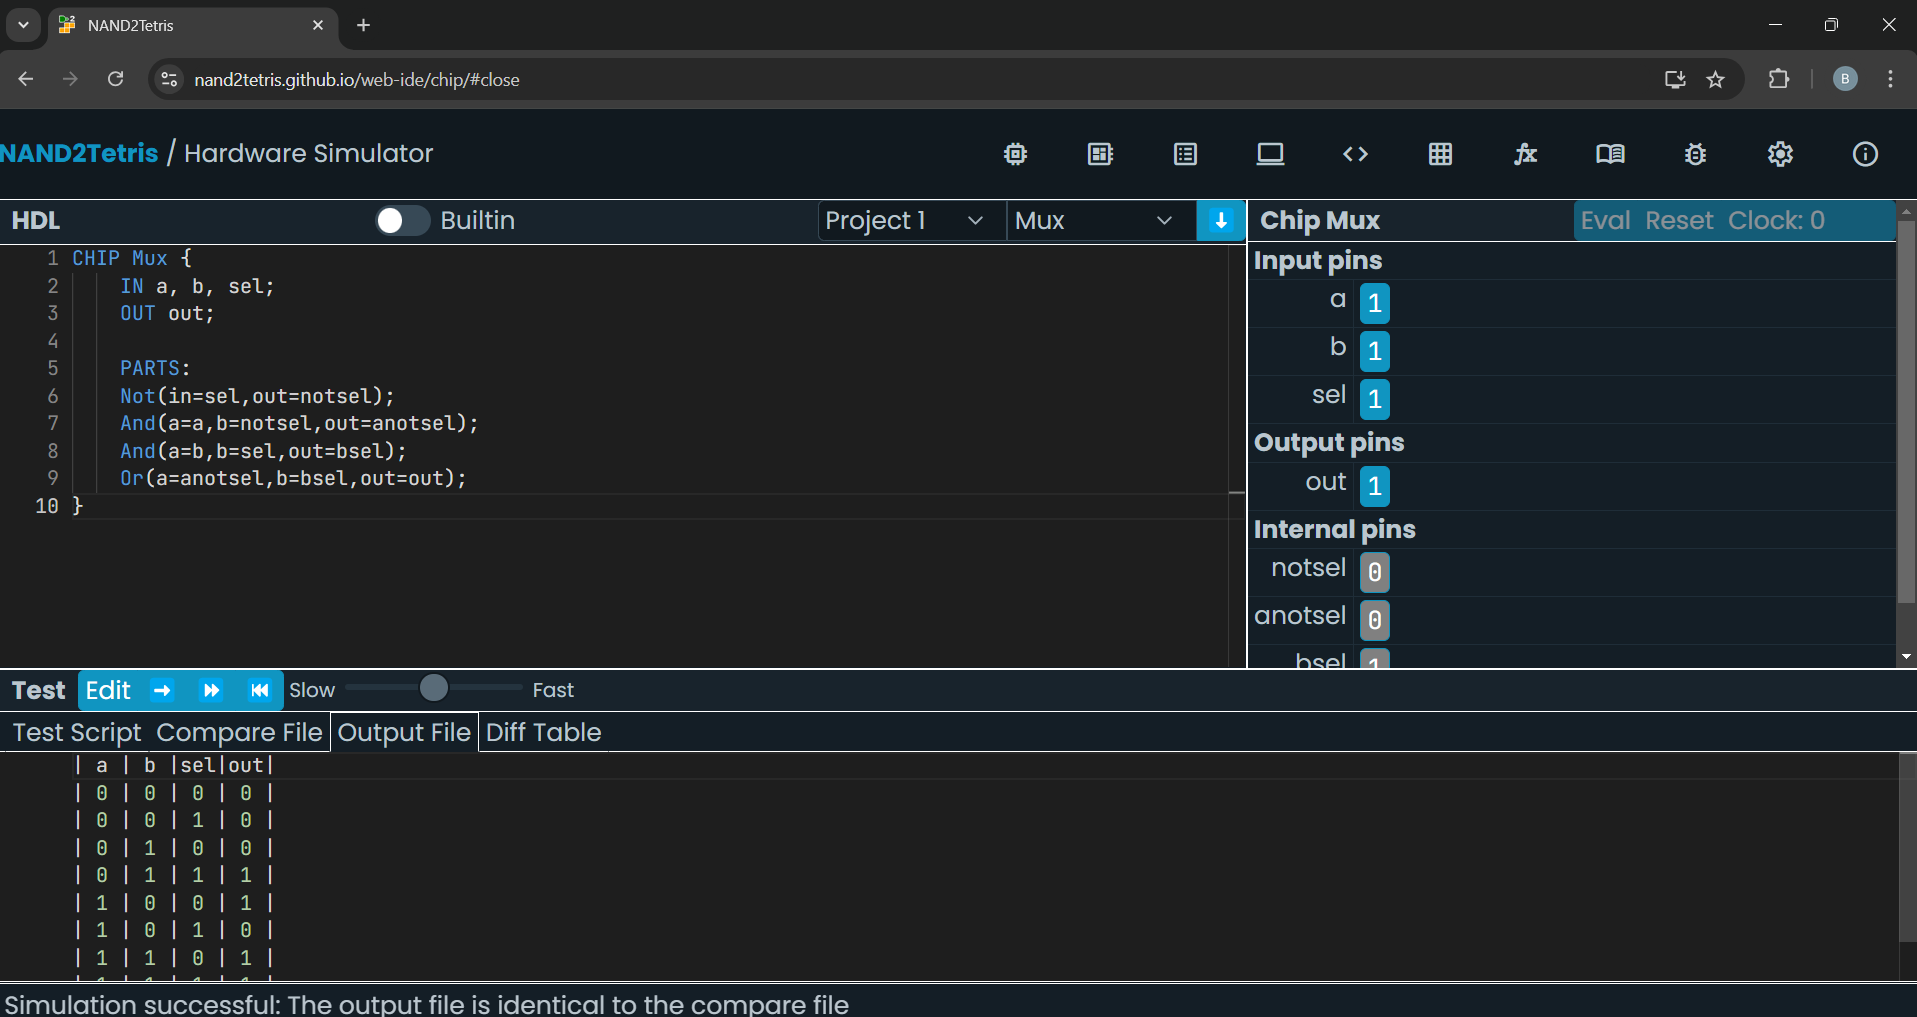 NAND2Tetris
nand2tetris.github.io/web-ide/chip/#close
B
NAND2Tetris / Hardware Simulator
HDL
Builtin
Project 1
Mux
Chip Mux
Eval Reset Clock: 0
1 CHIP Mux {
2 IN a, b, sel;
3 OUT out;
4
5 PARTS:
6 Not(in=sel,out=notsel);
7 And(a=a,b=notsel,out=anotsel);
8 And(a=b,b=sel,out=bsel);
9 Or(a=anotsel,b=bsel,out=out);
10 }
Input pins
a 1
b 1
sel 1
Output pins
out 1
Internal pins
notsel 0
anotsel 0
bsel 1
Test Edit Slow Fast
Test Script Compare File Output File Diff Table
| a | b |sel|out|
| 0 | 0 | 0 | 0 |
| 0 | 0 | 1 | 0 |
| 0 | 1 | 0 | 0 |
| 0 | 1 | 1 | 1 |
| 1 | 0 | 0 | 1 |
| 1 | 0 | 1 | 0 |
| 1 | 1 | 0 | 1 |
Simulation successful: The output file is identical to the compare file